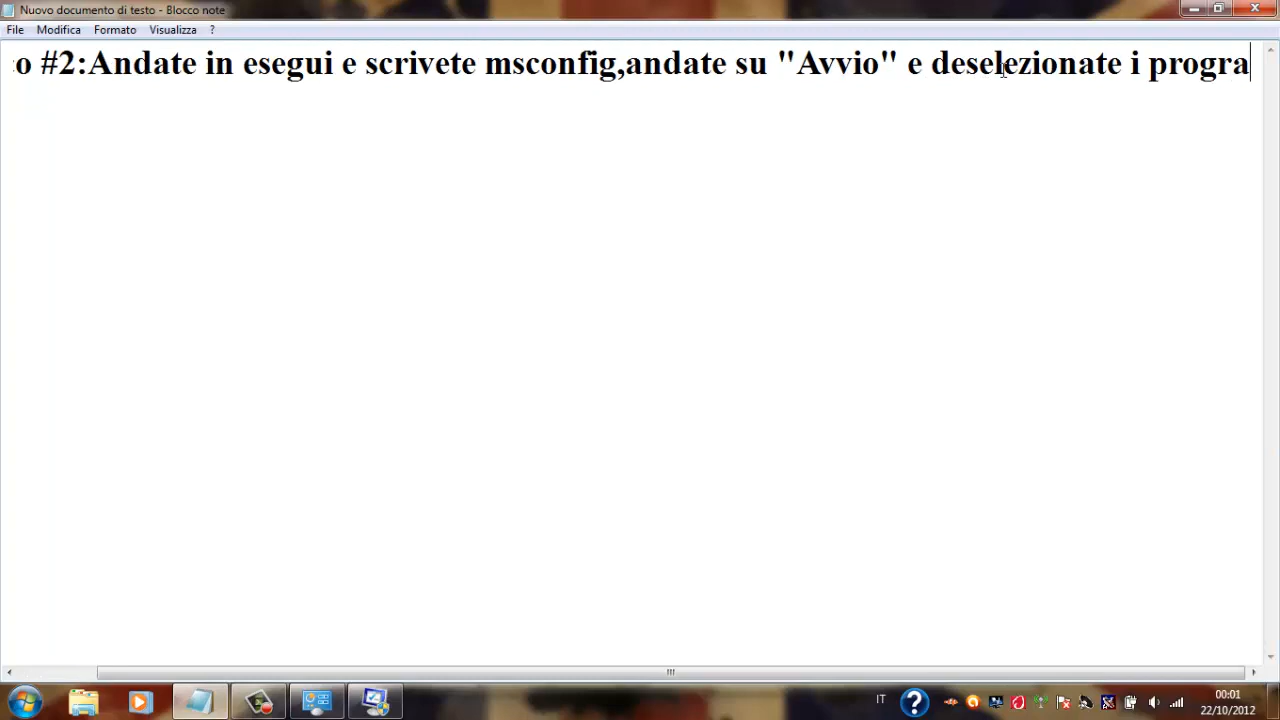 Nuovo documento di testo - Blocco note
File Modifica Formato Visualizza ?
o #2:Andate in esegui e scrivete msconfig,andate su "Avvio" e deselezionate i progra
IT
00:01
22/10/2012